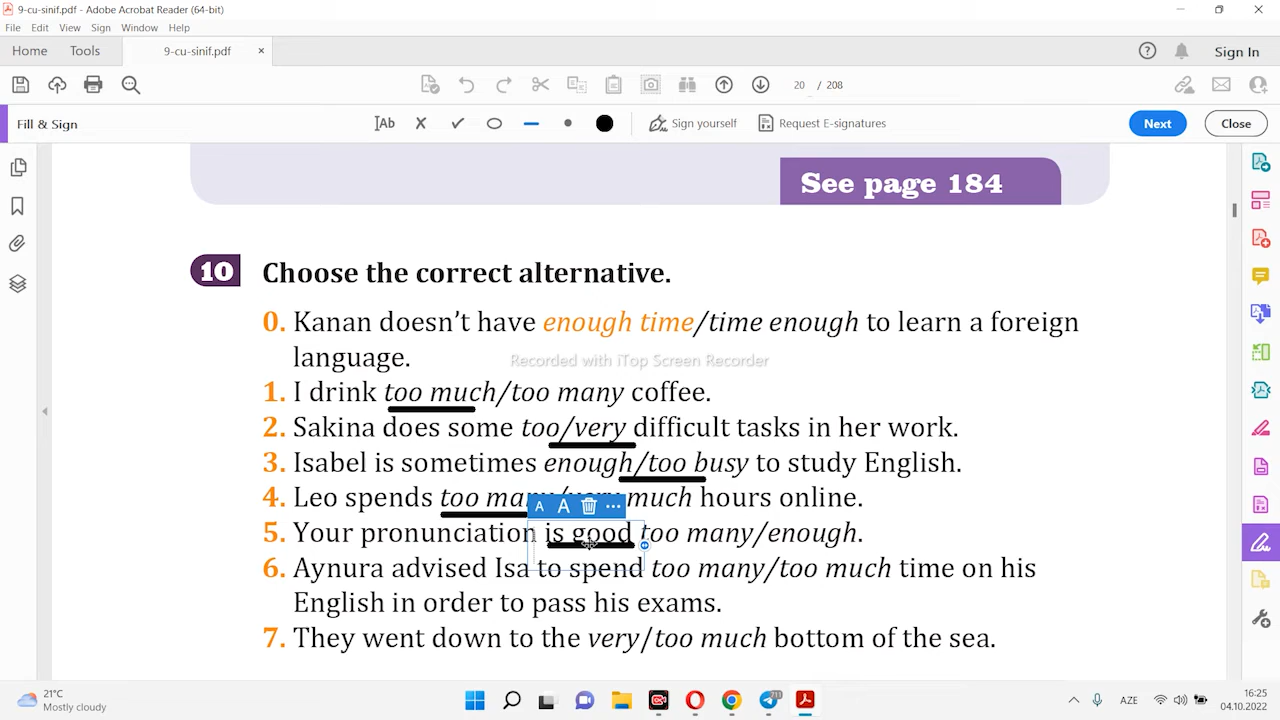 9-cu-sinif.pdf - Adobe Acrobat Reader (64-bit)
File Edit View Sign Window Help
Home Tools 9-cu-sinif.pdf × Sign In
20 / 208
Fill & Sign Ab Sign yourself Request E-signatures Next Close
See page 184
10 Choose the correct alternative.
0. Kanan doesn't have enough time/time enough to learn a foreign
language.
Recorded with iTop Screen Recorder
1. I drink too much/too many coffee.
2. Sakina does some too/very difficult tasks in her work.
3. Isabel is sometimes enough/too busy to study English.
4. Leo spends too many/very much hours online.
A A
5. Your pronunciation is good too many/enough.
6. Aynura advised Isa to spend too many/too much time on his
English in order to pass his exams.
7. They went down to the very/too much bottom of the sea.
21°C
Mostly cloudy
711
AZE
16:25
04.10.2022